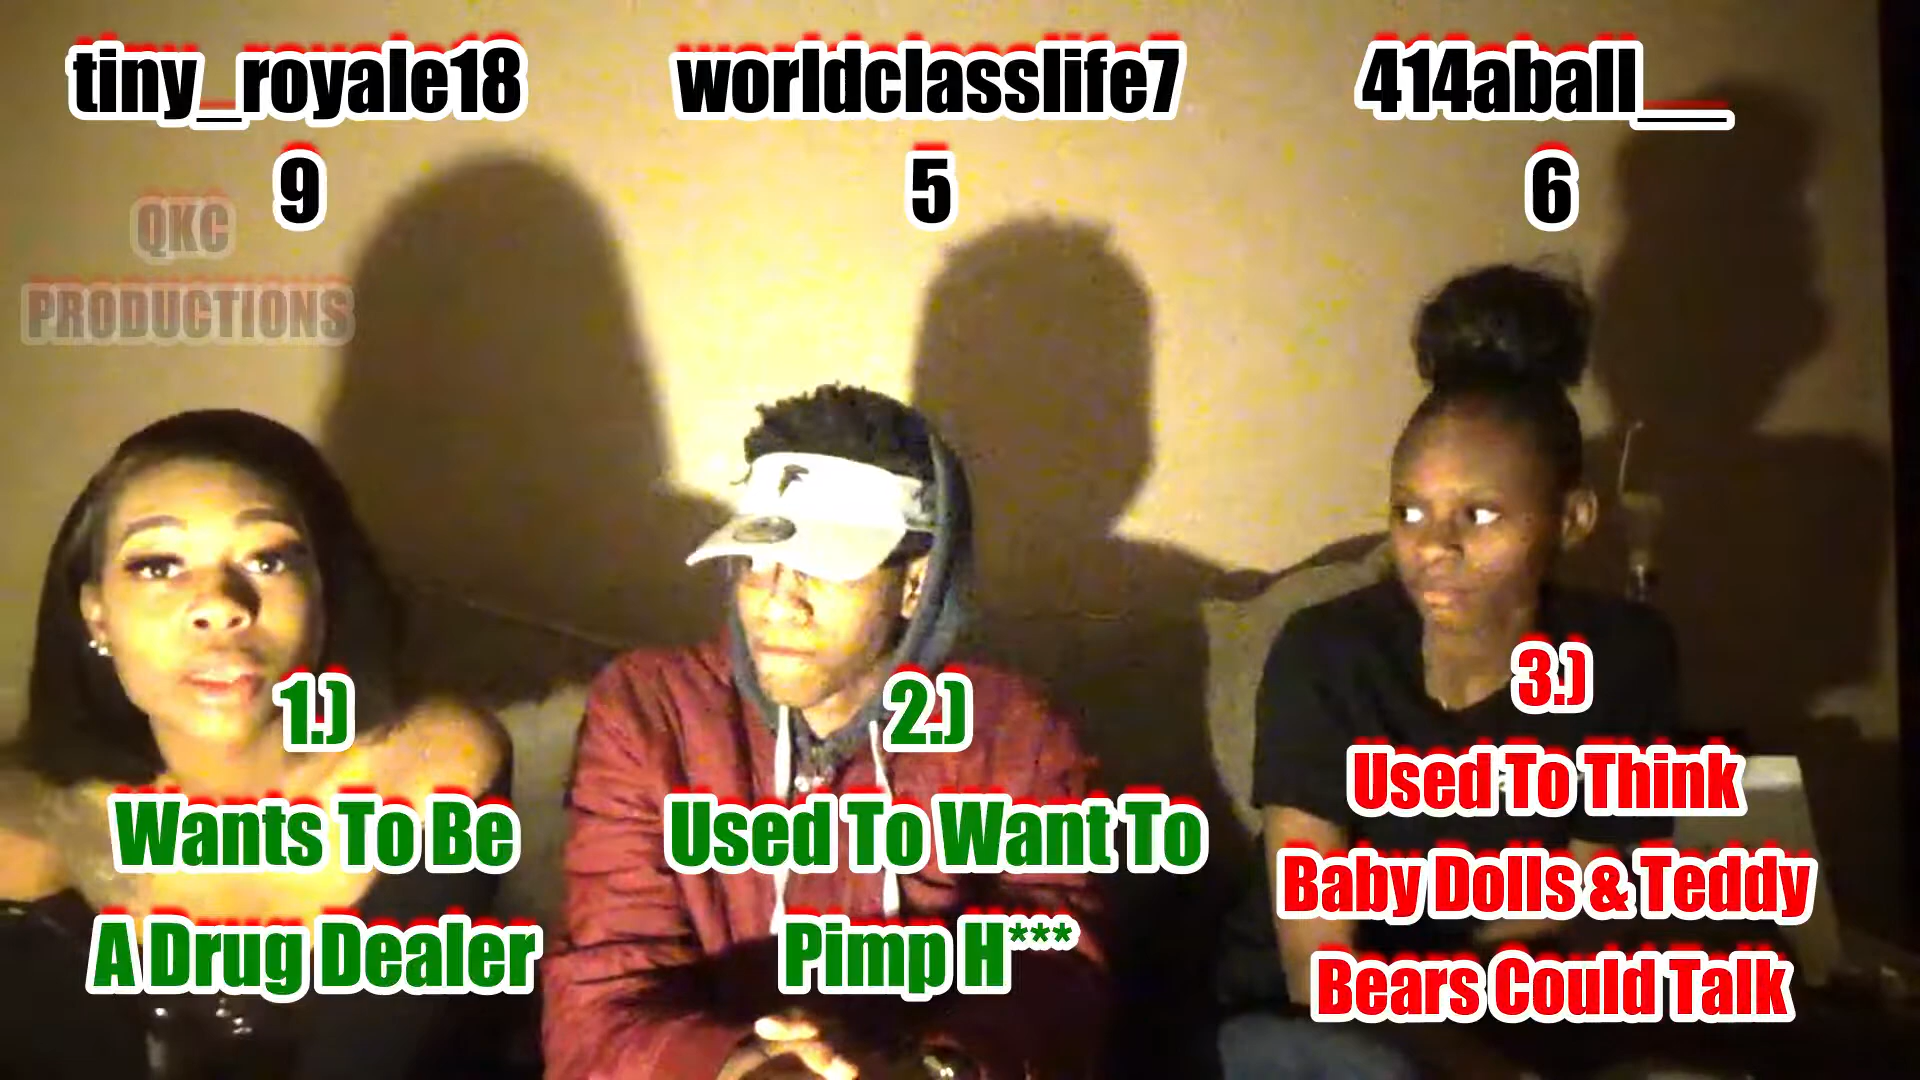 tiny_royale18
worldclasslife7
414aball__
9
5
6
QKC
PRODUCTIONS
1.)
Wants To Be
A Drug Dealer
2.)
Used To Want To
Pimp H***
3.)
Used To Think
Baby Dolls & Teddy
Bears Could Talk